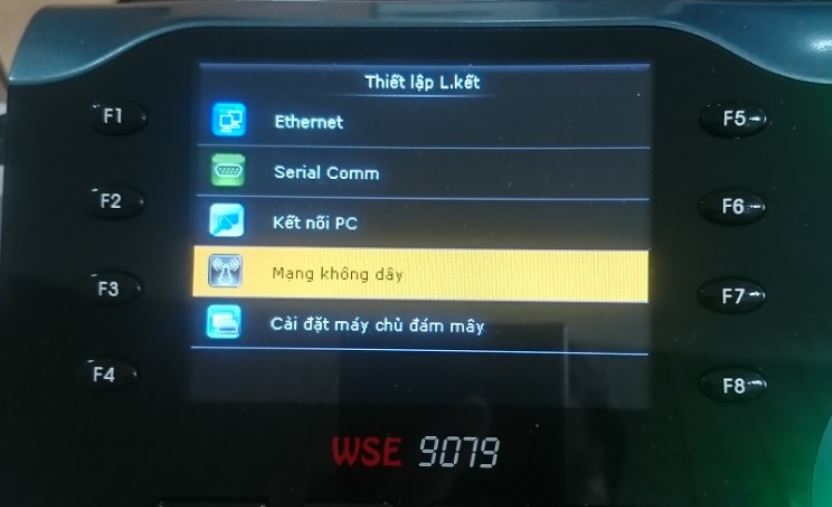 Thiết lập L.kết
F1
Ethernet
F5
Serial Comm
F2
Kết nối PC
F6
F3
Mạng không dây
F7
Cài đặt máy chủ đám mây
F4
F8
WSE 9079